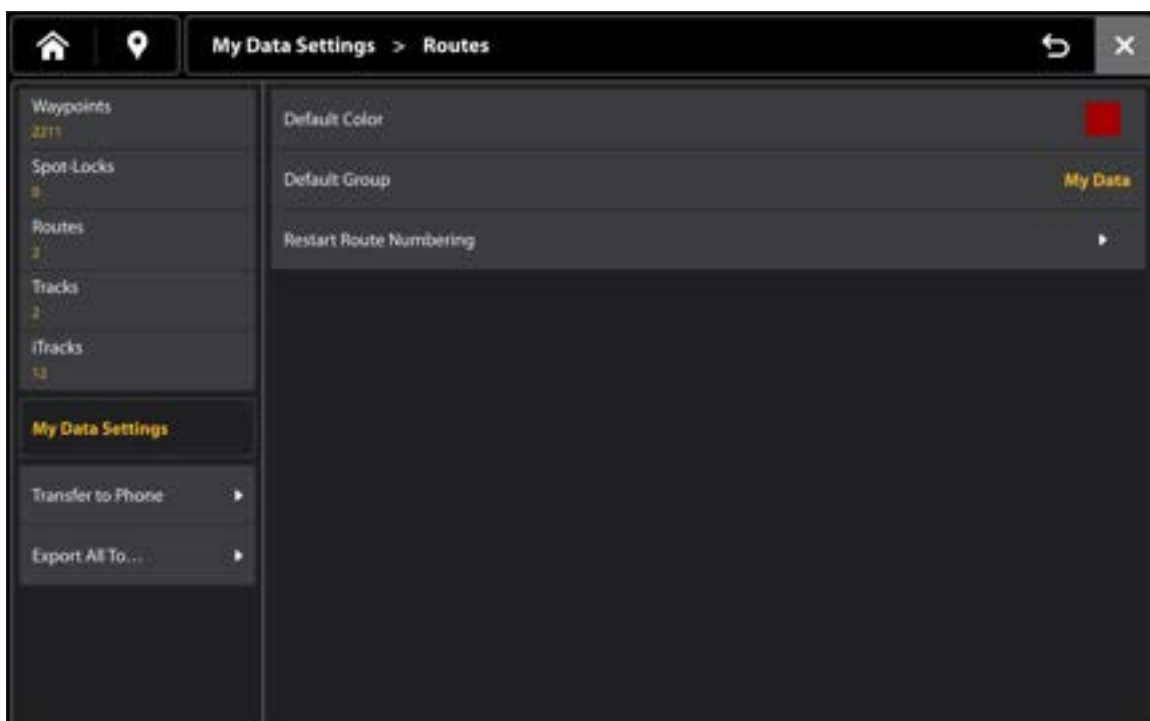 My Data Settings > Routes
Waypoints
2211
Spot-Locks
Routes
2
Tracks
2
iTracks
12
My Data Settings
Transfer to Phone
Export All To...
Default Color
Default Group
My Data
Restart Route Numbering